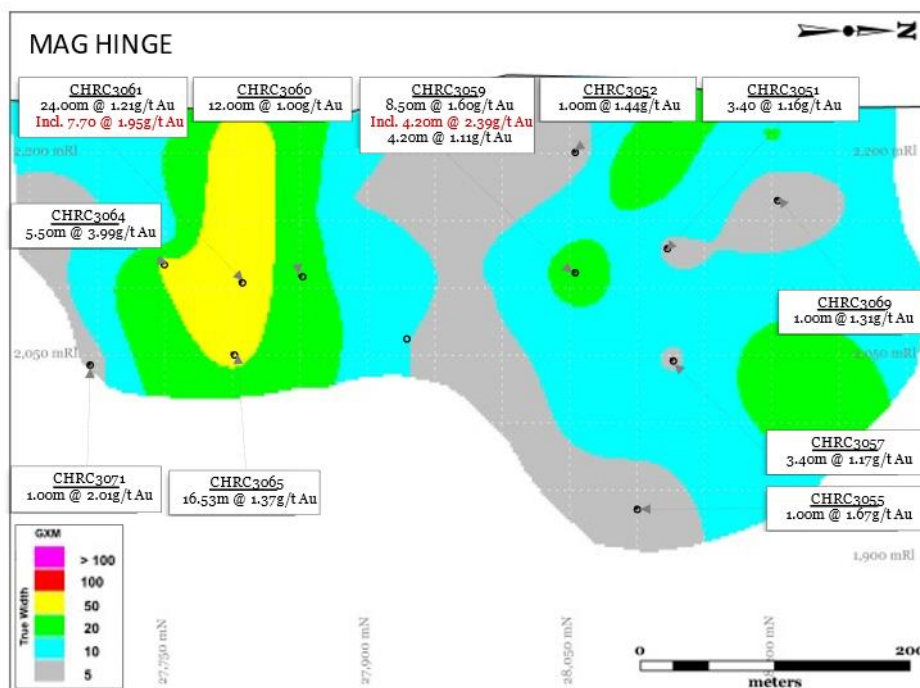 MAG HINGE
N
CHRC3061
24.00m @ 1.21g/t Au
Incl. 7.70 @ 1.95g/t Au
CHRC3060
12.00m @ 1.00g/t Au
CHRC3059
8.50m @ 1.60g/t Au
Incl. 4.20m @ 2.39g/t Au
4.20m @ 1.11g/t Au
CHRC3052
1.00m @ 1.44g/t Au
CHRC3051
3.40 @ 1.16g/t Au
2,200 mRl
2,200 mRl
CHRC3064
5.50m @ 3.99g/t Au
CHRC3069
1.00m @ 1.31g/t Au
2,050 mRl
2,050 mRl
CHRC3071
1.00m @ 2.01g/t Au
CHRC3065
16.53m @ 1.37g/t Au
CHRC3057
3.40m @ 1.17g/t Au
CHRC3055
1.00m @ 1.67g/t Au
1,900 mRl
GXM
True Width
> 100
100
50
20
10
5
27,750 mN
27,900 mN
28,050 mN
0
200
meters